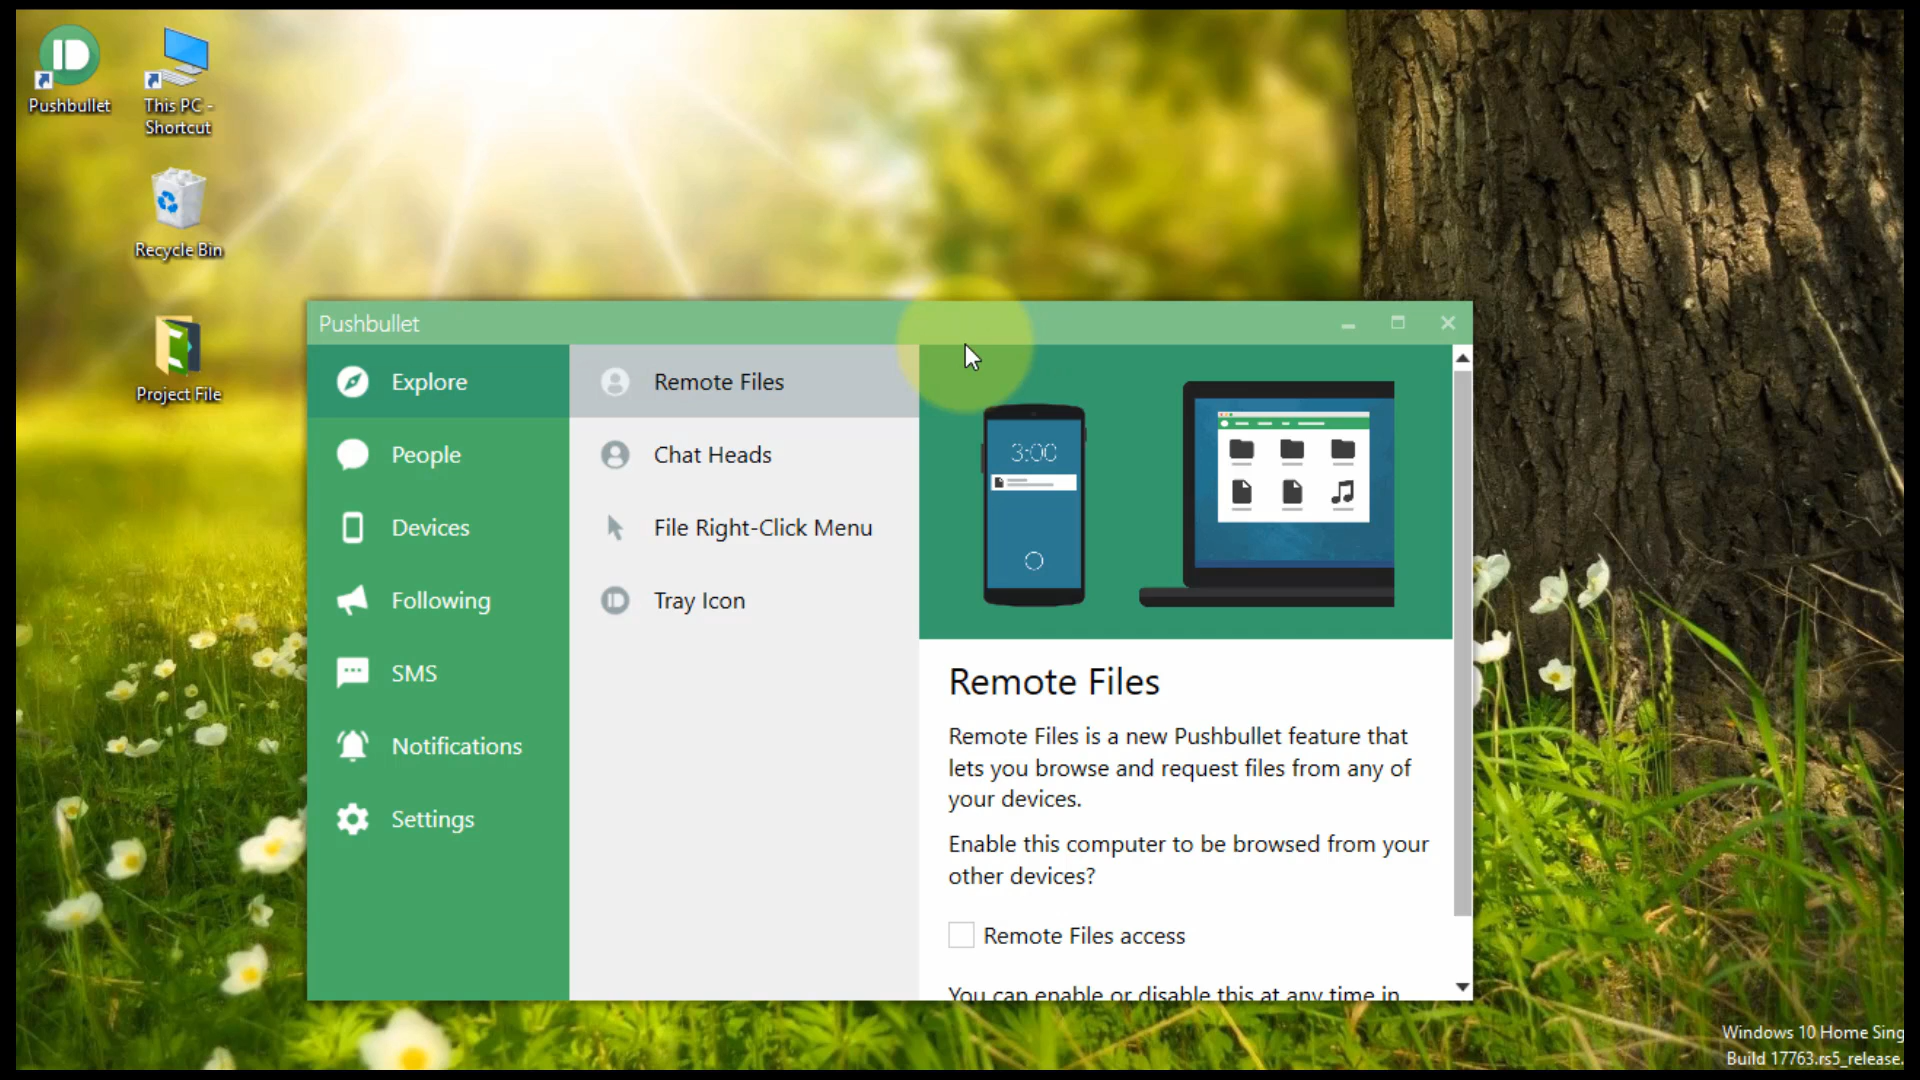 Pushbullet
This PC -
Shortcut
Recycle Bin
Project File
Pushbullet
Explore
People
Devices
Following
SMS
Notifications
Settings
Remote Files
Chat Heads
File Right-Click Menu
Tray Icon
3:00
Remote Files
Remote Files is a new Pushbullet feature that
lets you browse and request files from any of
your devices.
Enable this computer to be browsed from your
other devices?
Remote Files access
You can enable or disable this at any time in
Windows 10 Home Sing
Build 17763.rs5_release.